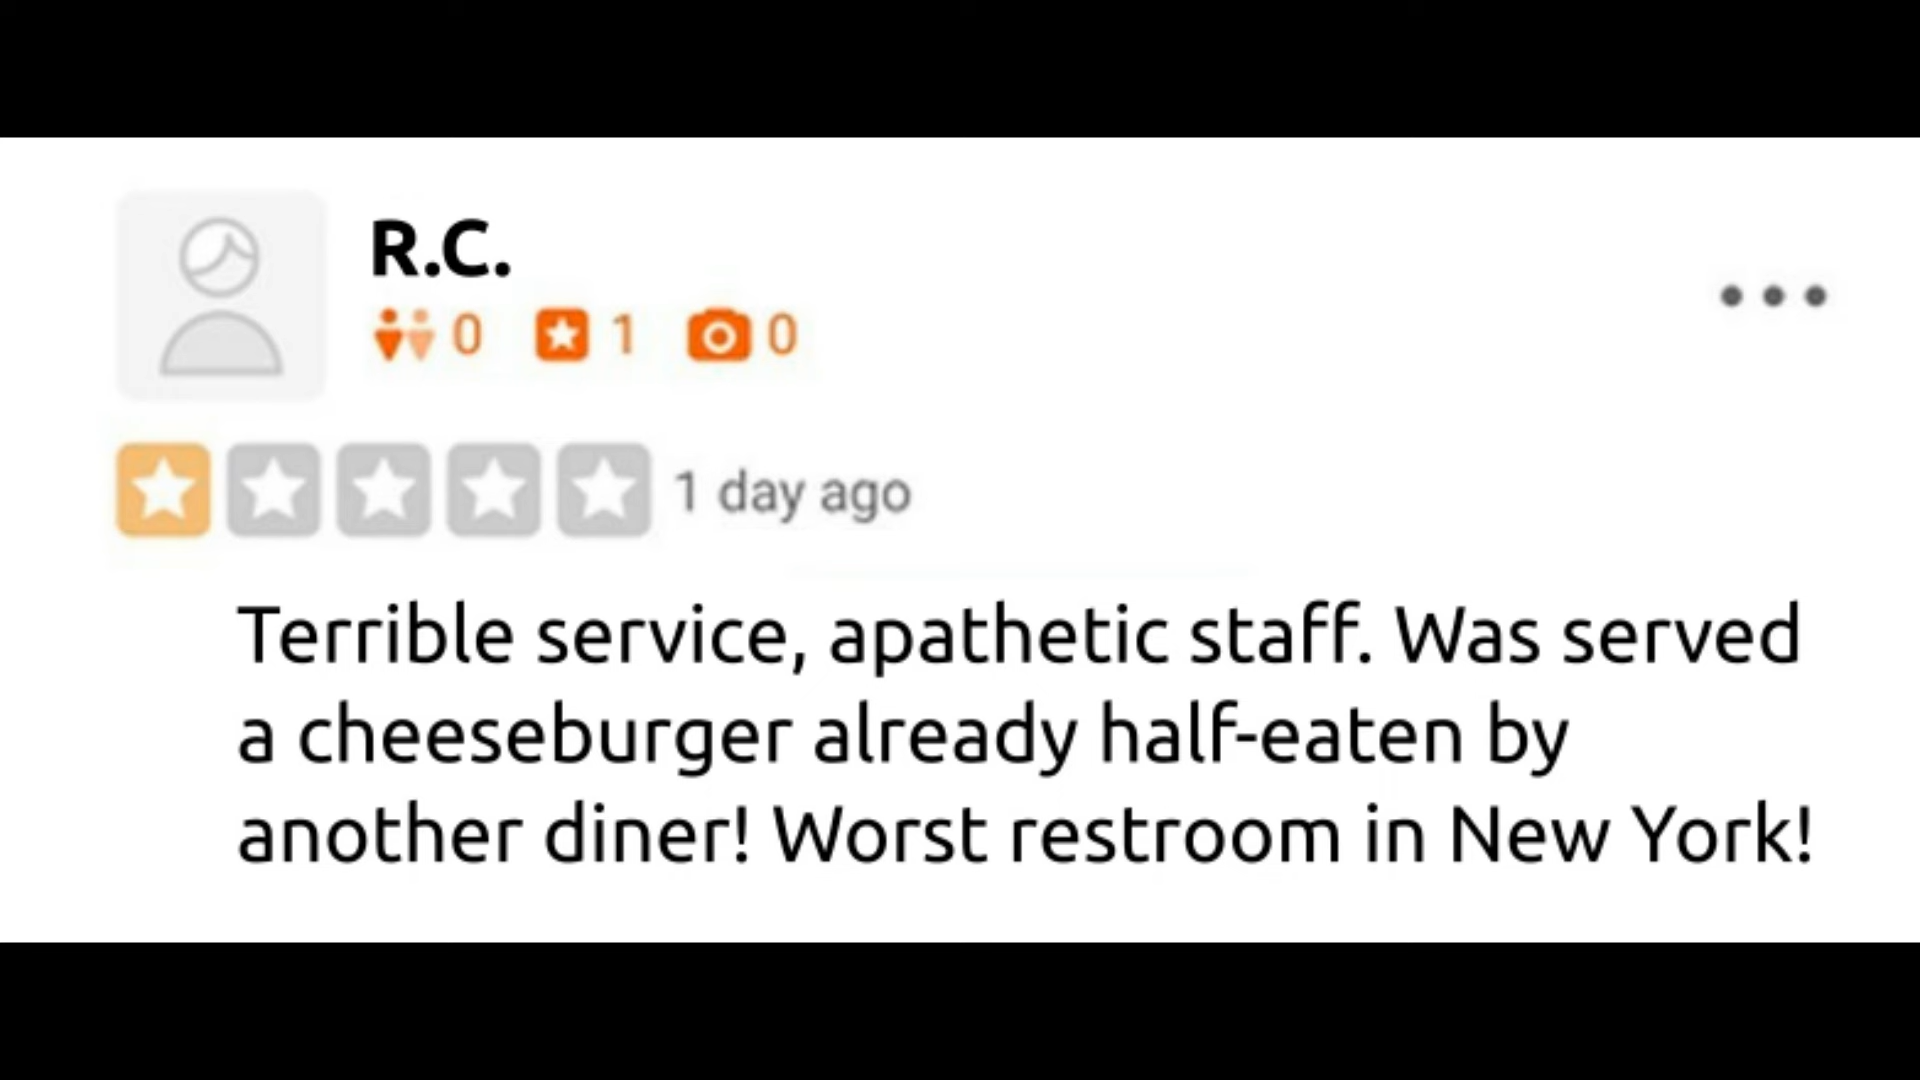 R.C.
0 1 0
1 day ago
Terrible service, apathetic staff. Was served
a cheeseburger already half-eaten by
another diner! Worst restroom in New York!